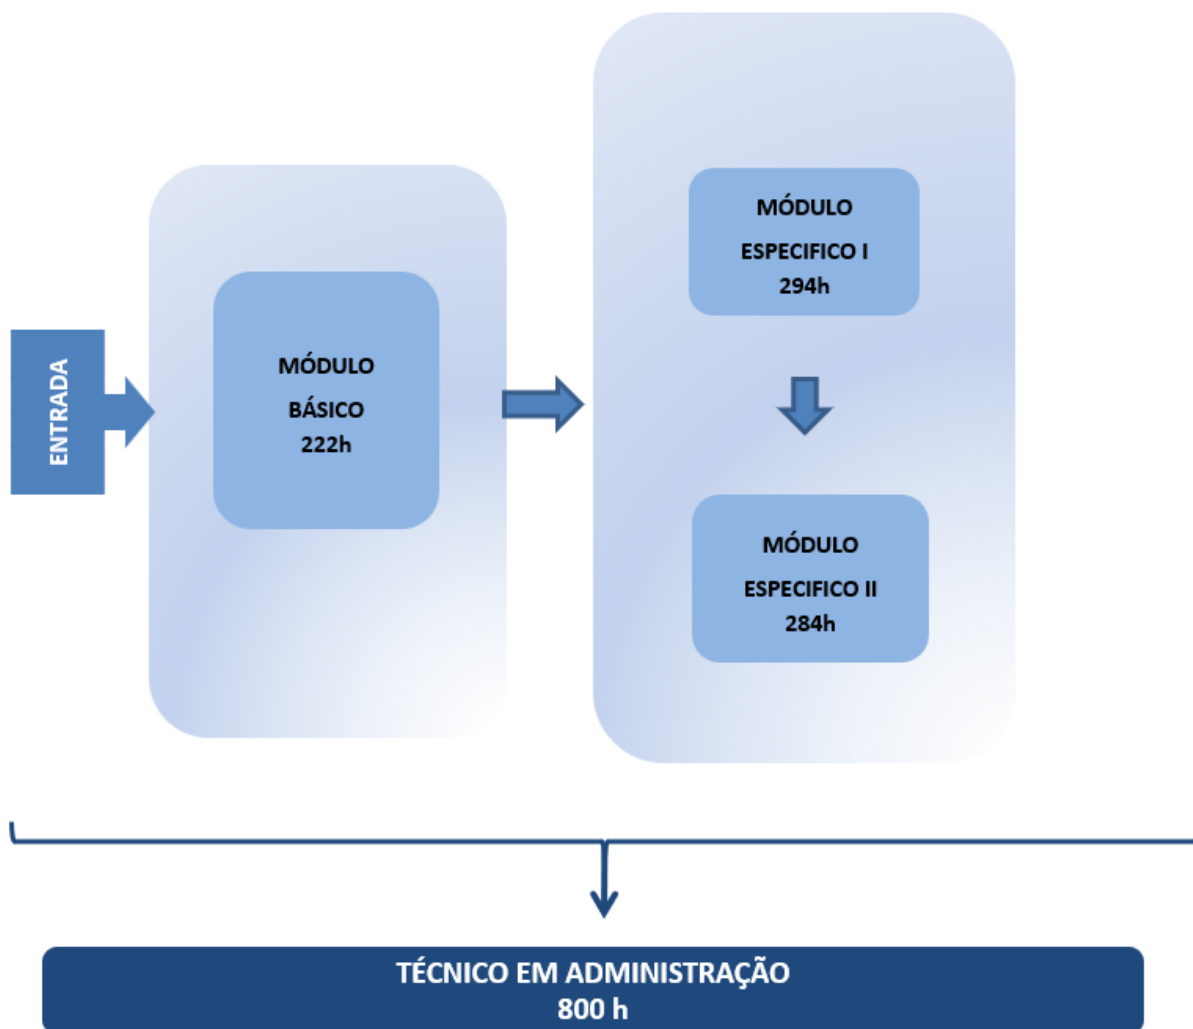 ENTRADA
MÓDULO
BÁSICO
222h
MÓDULO
ESPECIFICO I
294h
MÓDULO
ESPECIFICO II
284h
TÉCNICO EM ADMINISTRAÇÃO
800 h